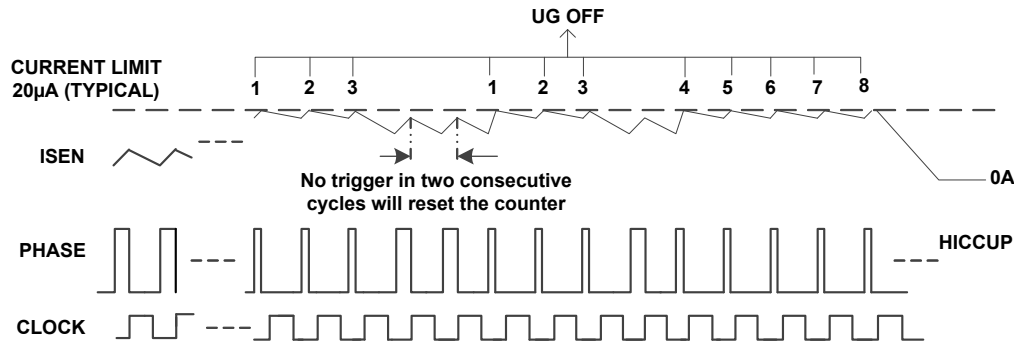 UG OFF
CURRENT LIMIT
20µA (TYPICAL)
1 2 3 1 2 3 4 5 6 7 8
ISEN
No trigger in two consecutive
cycles will reset the counter
0A
PHASE
HICCUP
CLOCK